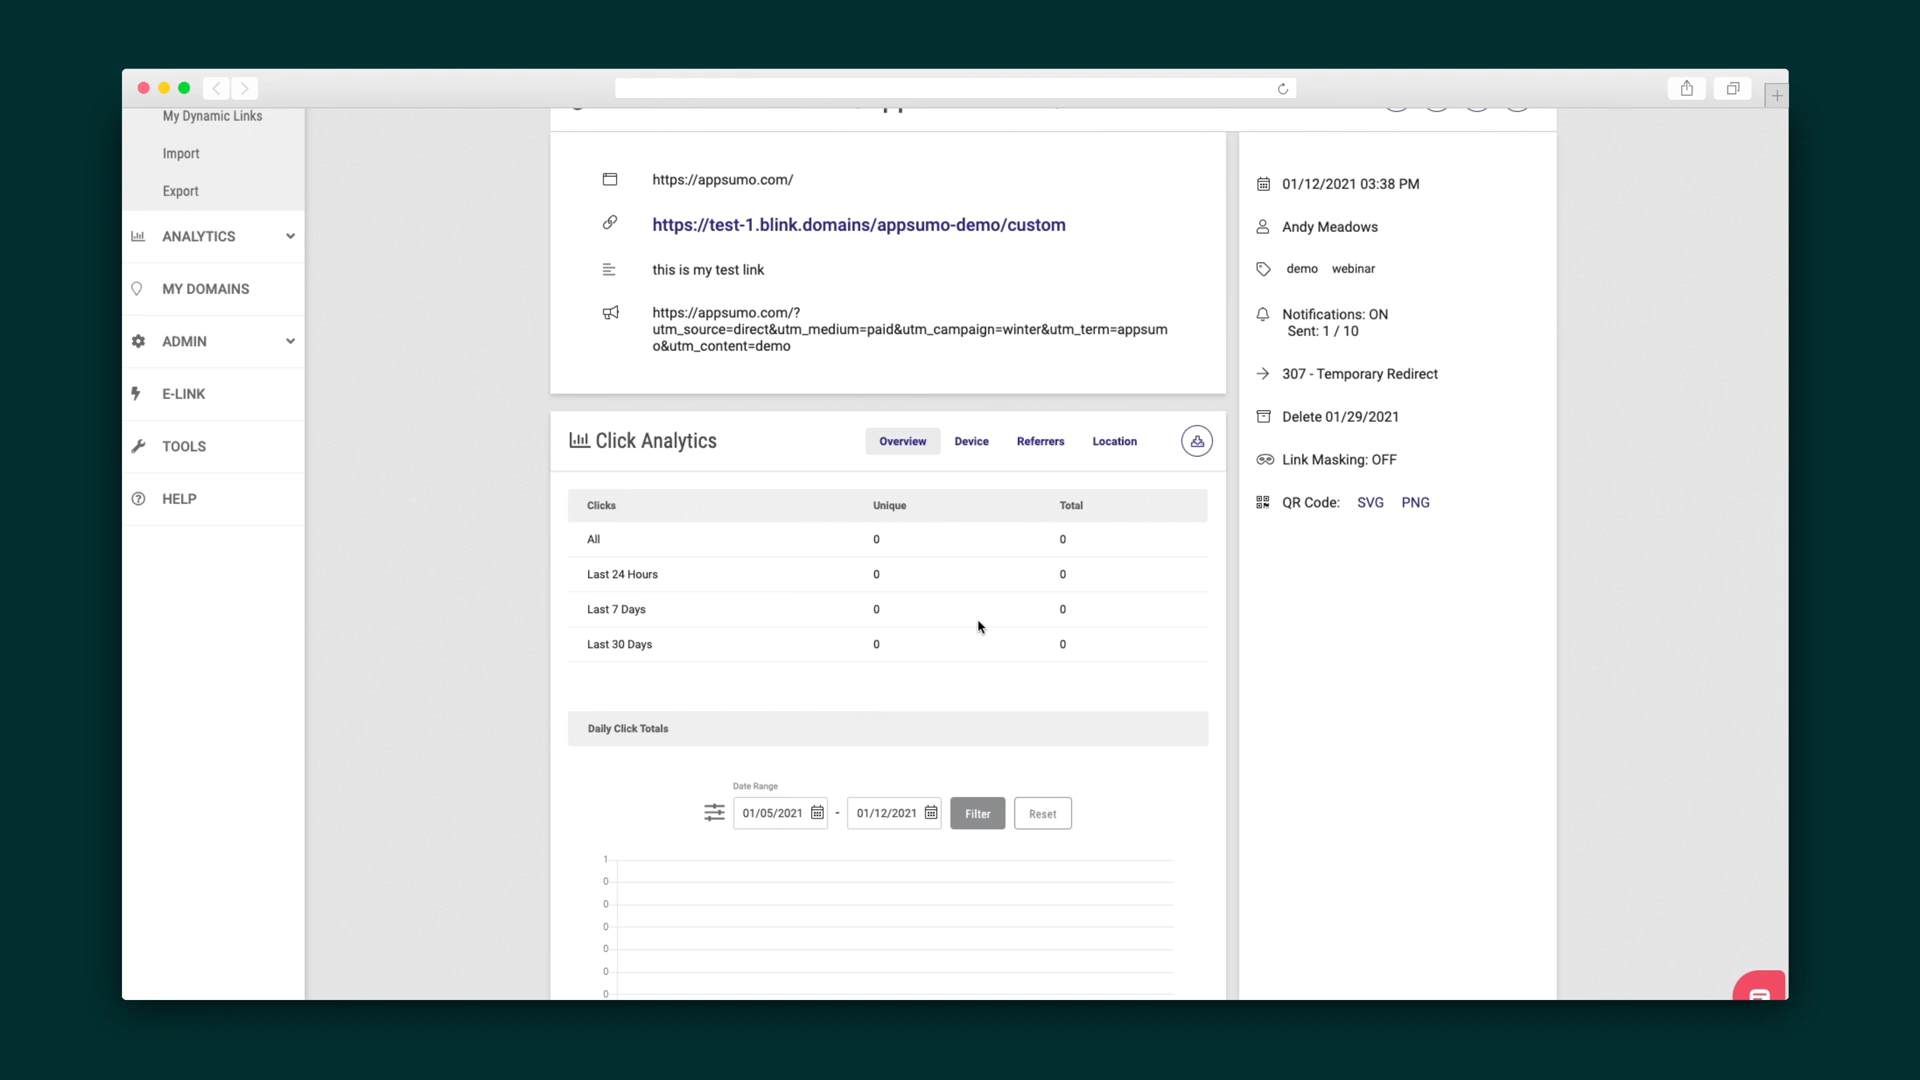 My Dynamic Links
Import
Export
ANALYTICS
MY DOMAINS
ADMIN
E-LINK
TOOLS
HELP
https://appsumo.com/
https://test-1.blink.domains/appsumo-demo/custom
this is my test link
https://appsumo.com/?
utm_source=direct&utm_medium=paid&utm_campaign=winter&utm_term=appsum
o&utm_content=demo
01/12/2021 03:38 PM
Andy Meadows
demo webinar
Notifications: ON
Sent: 1 / 10
307 - Temporary Redirect
Delete 01/29/2021
Link Masking: OFF
QR Code: SVG PNG
Click Analytics
Overview Device Referrers Location
Clicks Unique Total
All 0 0
Last 24 Hours 0 0
Last 7 Days 0 0
Last 30 Days 0 0
Daily Click Totals
Date Range
01/05/2021 - 01/12/2021 Filter Reset
1
0
0
0
0
0
0